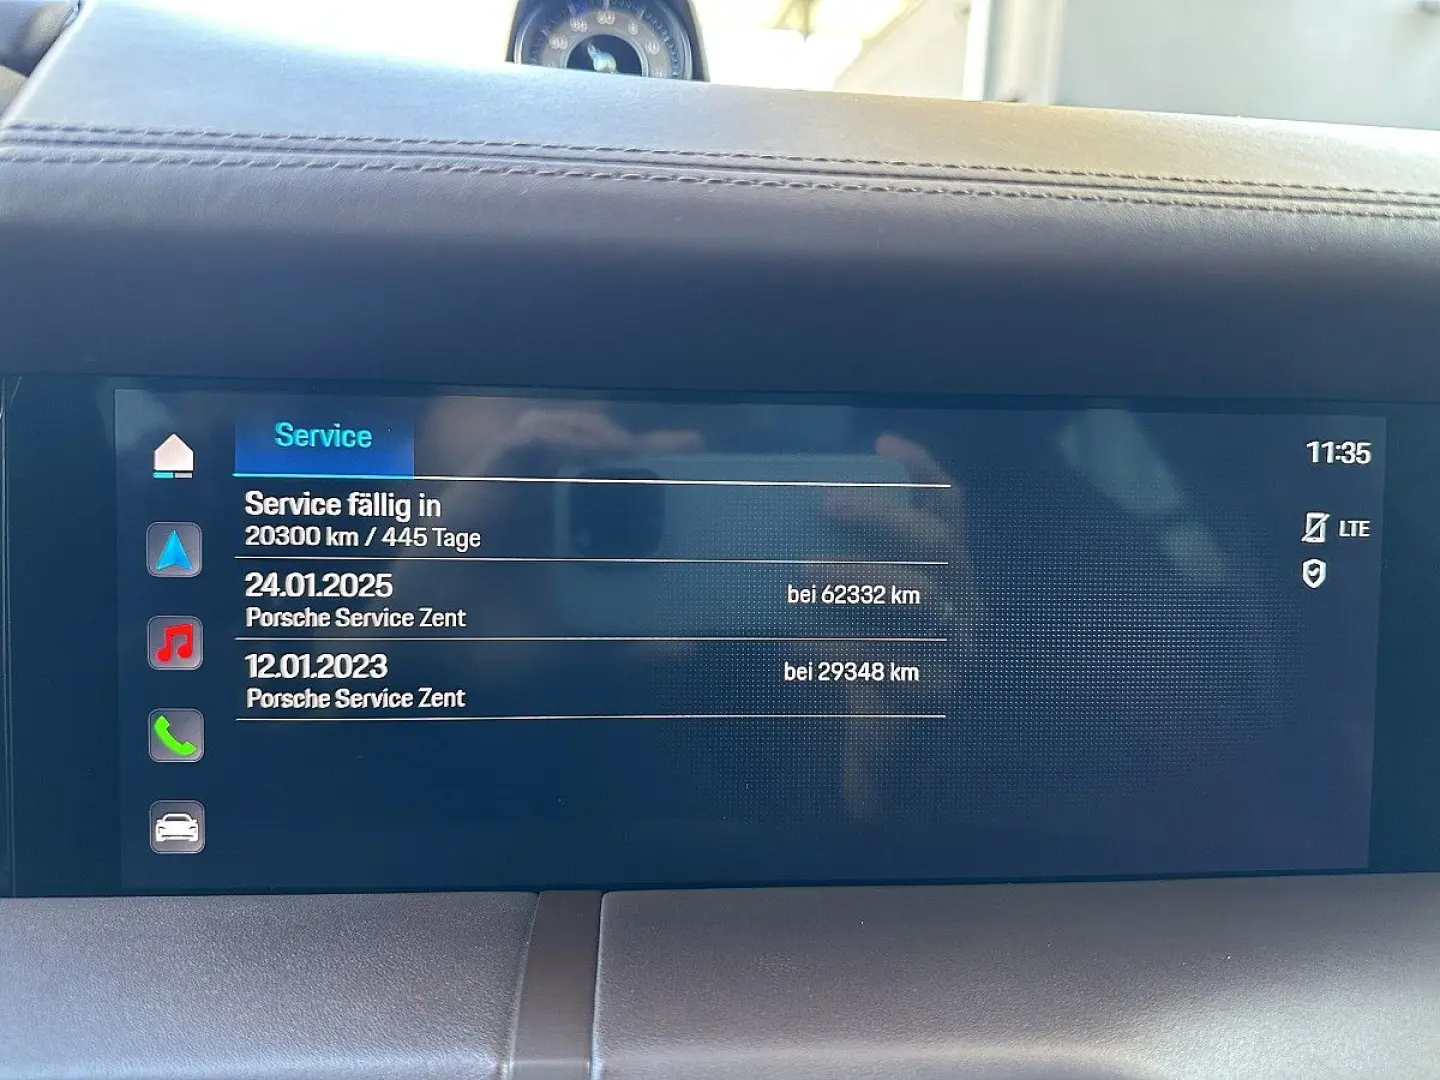 Service
11:35
Service fällig in
20300 km / 445 Tage
LTE
24.01.2025
bei 62332 km
Porsche Service Zent
12.01.2023
bei 29348 km
Porsche Service Zent